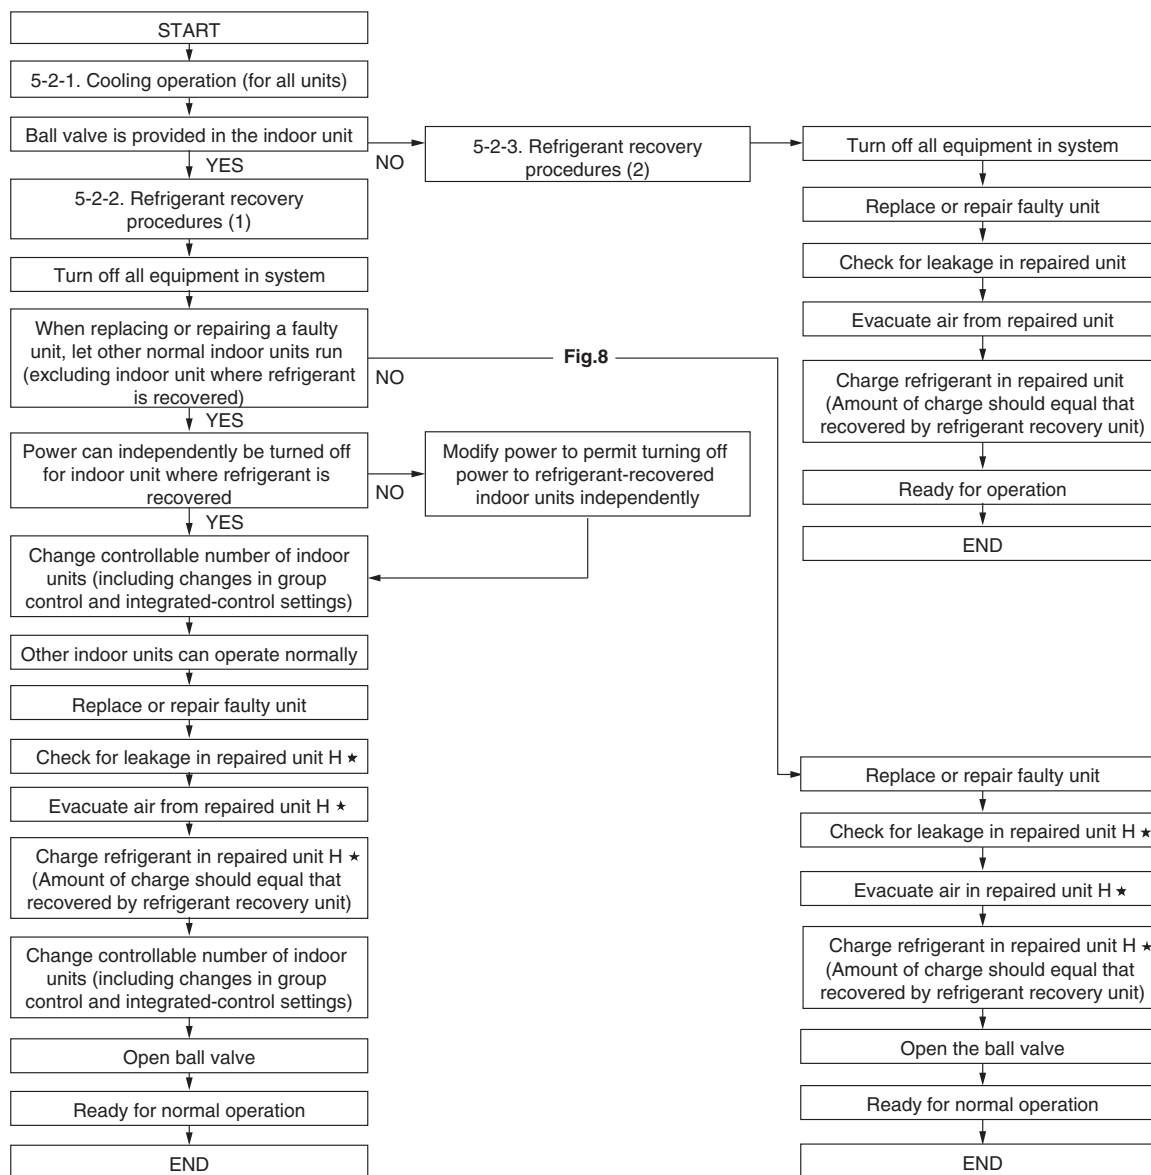 START
5-2-1. Cooling operation (for all units)
Ball valve is provided in the indoor unit
YES
NO
5-2-2. Refrigerant recovery
procedures (1)
Turn off all equipment in system
When replacing or repairing a faulty
unit, let other normal indoor units run
(excluding indoor unit where refrigerant
is recovered)
YES
NO
Fig.8
Power can independently be turned off
for indoor unit where refrigerant is
recovered
YES
NO
Modify power to permit turning off
power to refrigerant-recovered
indoor units independently
Change controllable number of indoor
units (including changes in group
control and integrated-control settings)
Other indoor units can operate normally
Replace or repair faulty unit
Check for leakage in repaired unit H ★
Evacuate air from repaired unit H ★
Charge refrigerant in repaired unit H ★
(Amount of charge should equal that
recovered by refrigerant recovery unit)
Change controllable number of indoor
units (including changes in group
control and integrated-control settings)
Open ball valve
Ready for normal operation
END
5-2-3. Refrigerant recovery
procedures (2)
Turn off all equipment in system
Replace or repair faulty unit
Check for leakage in repaired unit
Evacuate air from repaired unit
Charge refrigerant in repaired unit
(Amount of charge should equal that
recovered by refrigerant recovery unit)
Ready for operation
END
Replace or repair faulty unit
Check for leakage in repaired unit H ★
Evacuate air in repaired unit H ★
Charge refrigerant in repaired unit H ★
(Amount of charge should equal that
recovered by refrigerant recovery unit)
Open the ball valve
Ready for normal operation
END